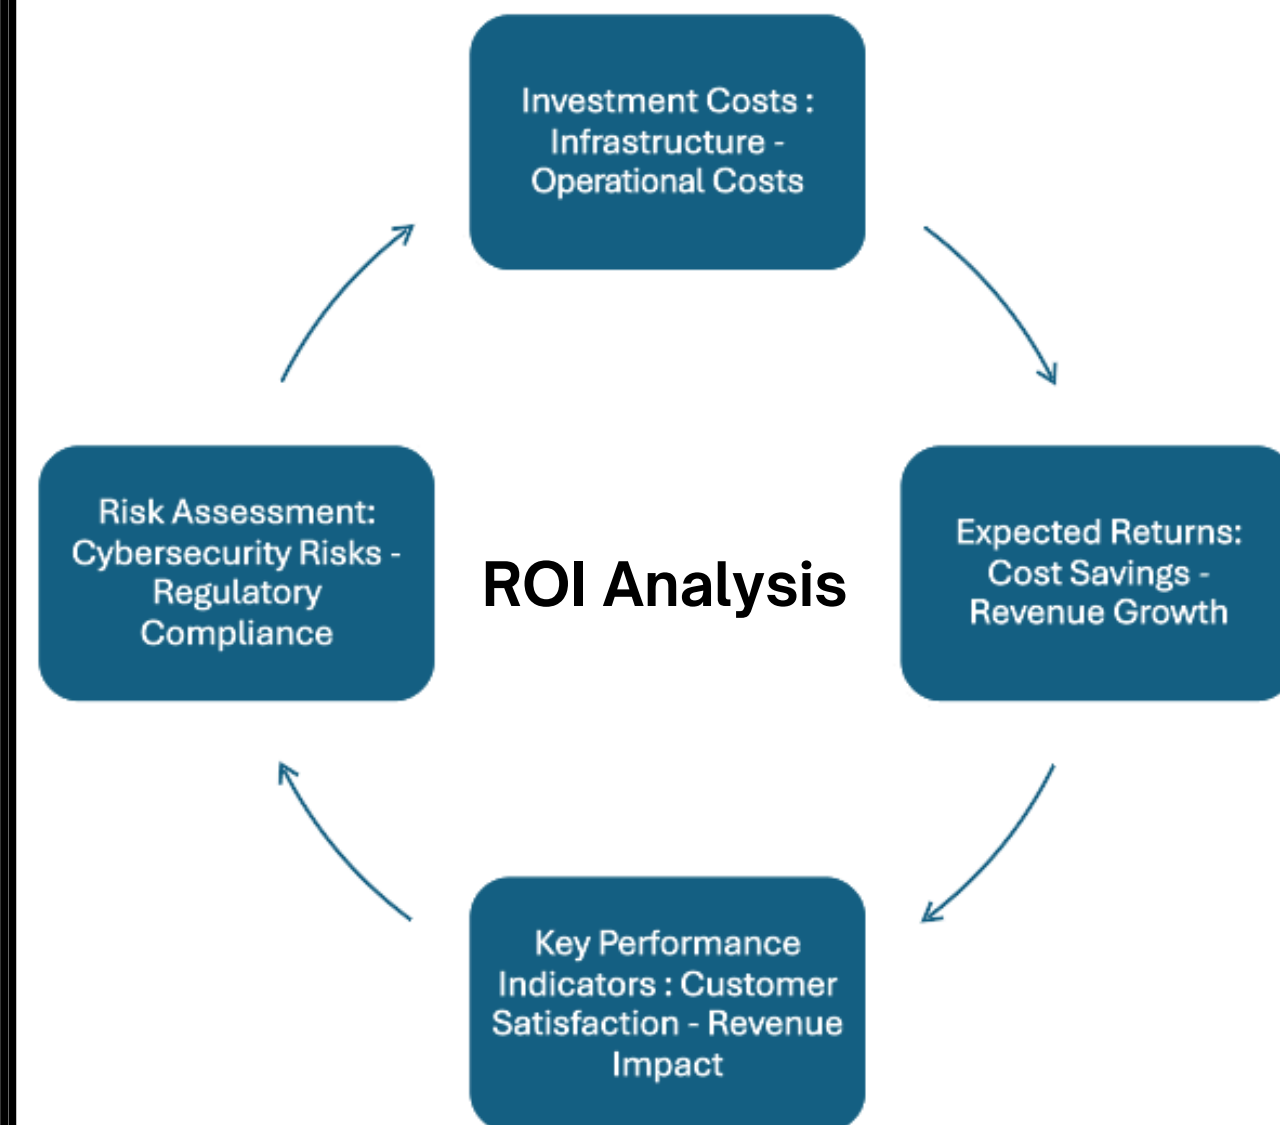 Investment Costs :
Infrastructure -
Operational Costs
Risk Assessment:
Cybersecurity Risks -
Regulatory
Compliance
ROI Analysis
Expected Returns:
Cost Savings -
Revenue Growth
Key Performance
Indicators : Customer
Satisfaction - Revenue
Impact